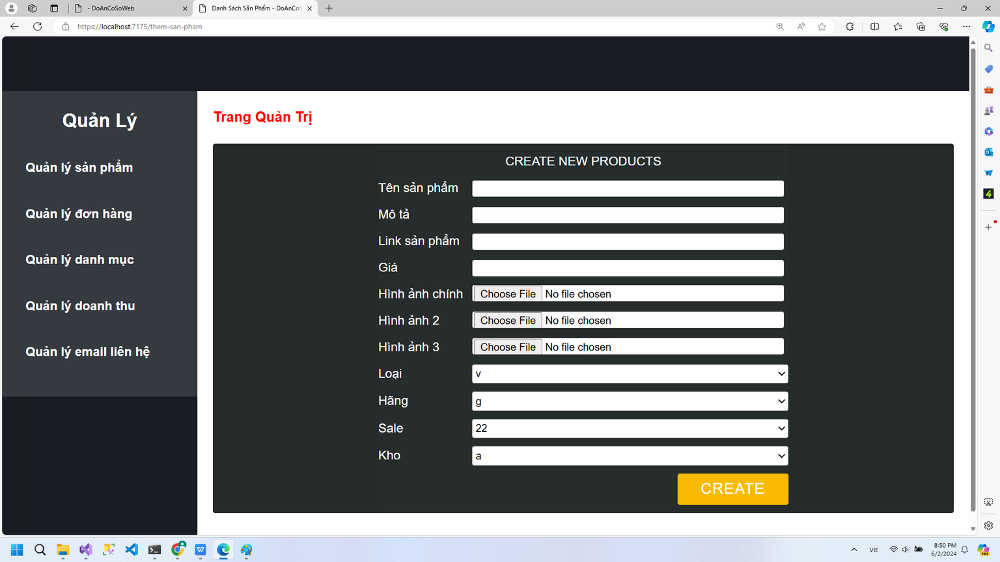 - DoAnCoSoWeb
Danh Sách Sản Phẩm - DoAnCoS
https://localhost:7175/them-san-pham
Quản Lý
Quản lý sản phẩm
Quản lý đơn hàng
Quản lý danh mục
Quản lý doanh thu
Quản lý email liên hệ
Trang Quản Trị
CREATE NEW PRODUCTS
Tên sản phẩm
Mô tả
Link sản phẩm
Giá
Hình ảnh chính Choose File No file chosen
Hình ảnh 2 Choose File No file chosen
Hình ảnh 3 Choose File No file chosen
Loại v
Hãng g
Sale 22
Kho a
CREATE
VIE
8:50 PM
6/2/2024